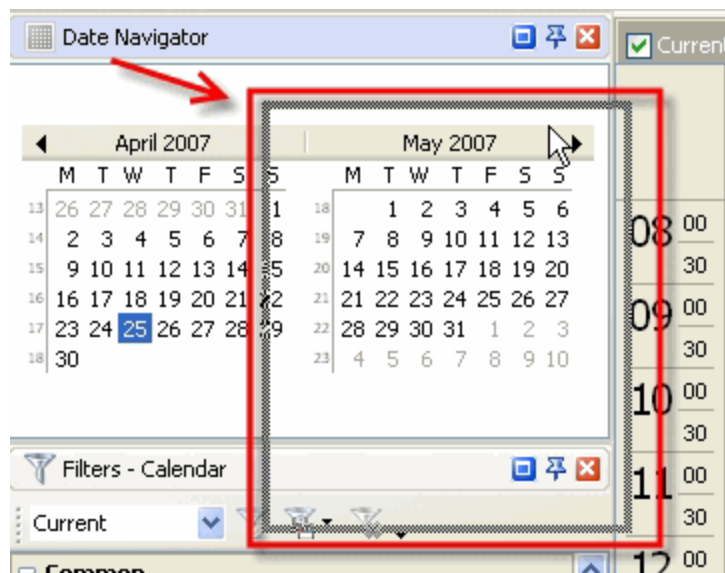 Date Navigator
Current
April 2007 May 2007
M T W T F S S M T W T F S S
13 26 27 28 29 30 31 1 18 1 2 3 4 5 6
14 2 3 4 5 6 7 8 19 7 8 9 10 11 12 13
15 9 10 11 12 13 14 15 20 14 15 16 17 18 19 20
16 16 17 18 19 20 21 22 21 21 22 23 24 25 26 27
17 23 24 25 26 27 28 29 22 28 29 30 31 1 2 3
18 30 23 4 5 6 7 8 9 10
08 00
30
09 00
30
10 00
30
11 00
30
12 00
Filters - Calendar
Current
Common